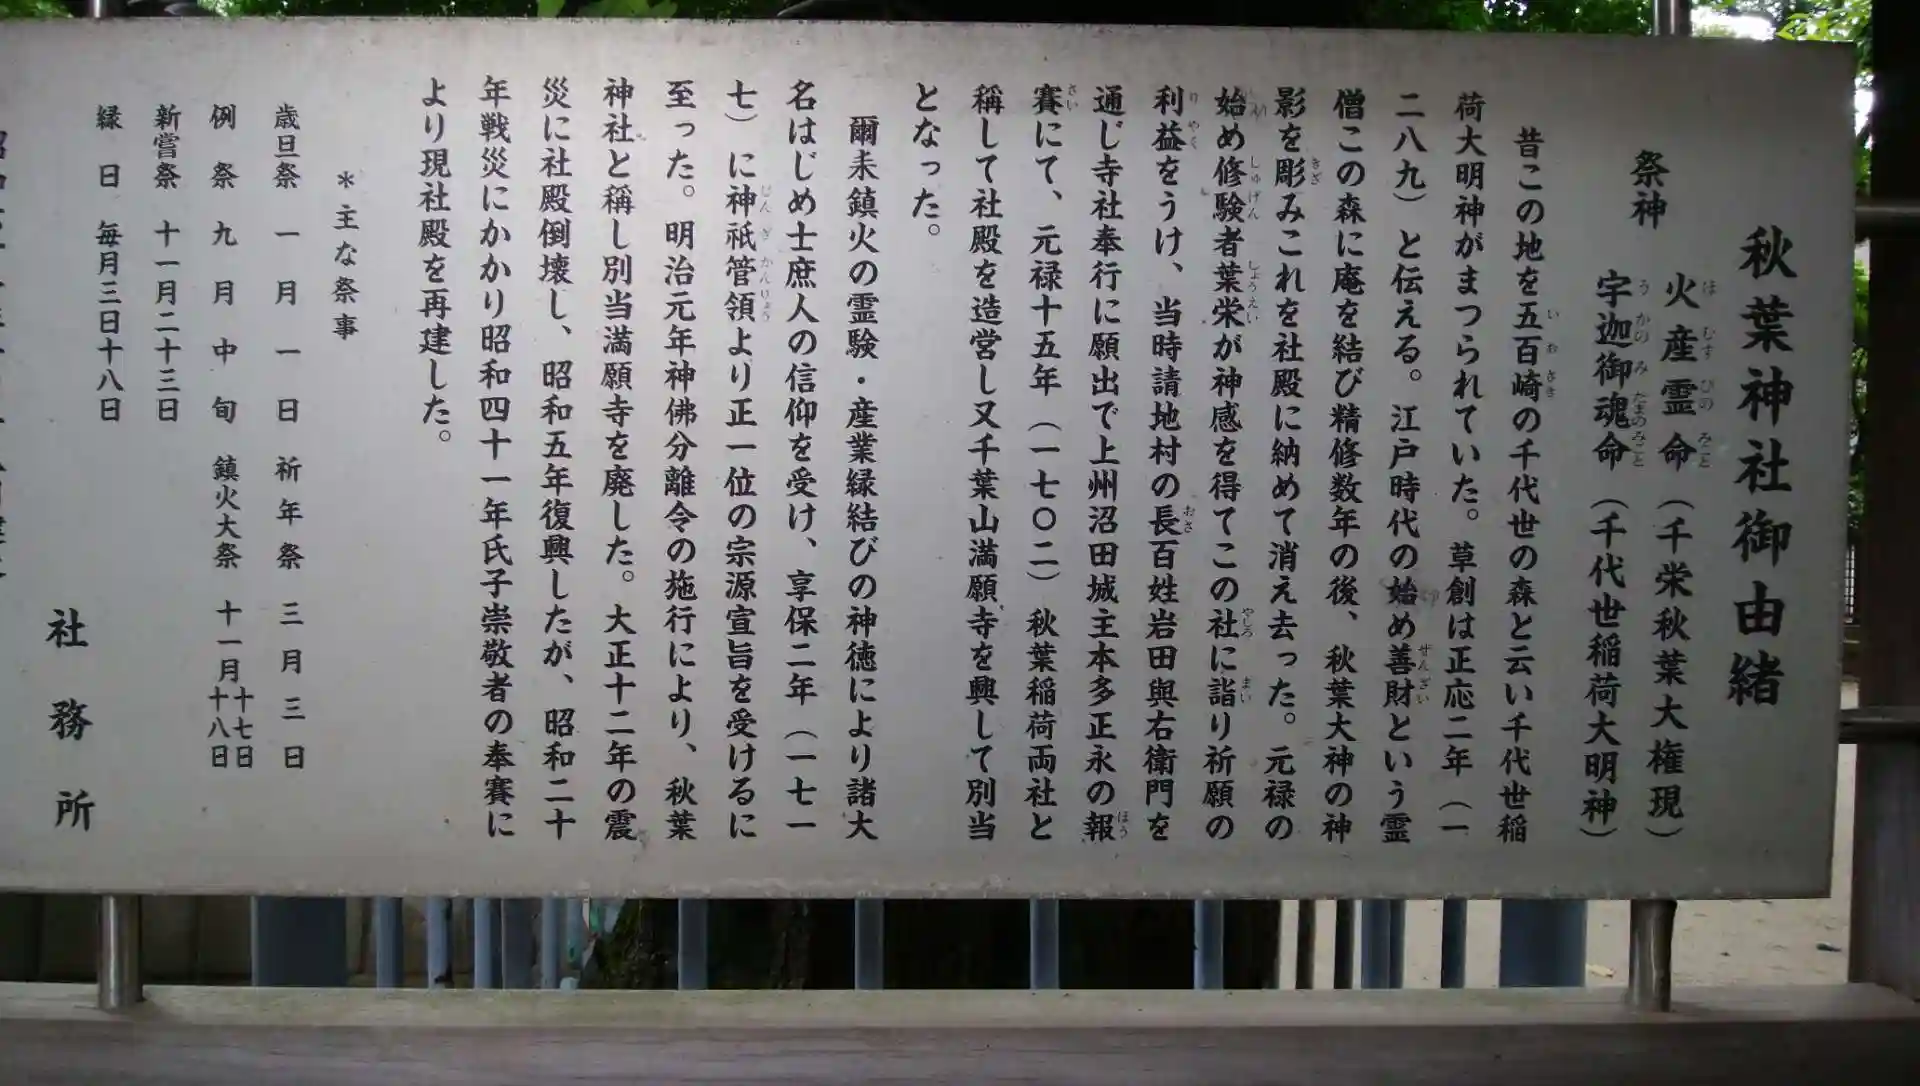 秋葉神社御由緒
祭神
火産霊命（千栄秋葉大権現）
宇迦御魂命（千代世稲荷大明神）
昔この地を五百崎の千代世の森と云い千代世稲
荷大明神がまつられていた。草創は正応二年（一
二八九）と伝える。江戸時代の始め善財という霊
僧この森に庵を結び精修数年の後、秋葉大神の神
影を彫みこれを社殿に納めて消え去った。元禄の
始め修験者葉栄が神感を得てこの社に詣り祈願の
利益をうけ、当時請地村の長百姓岩田與右衛門を
通じ寺社奉行に願出で上州沼田城主本多正永の報
賽にて、元禄十五年（一七〇二）秋葉稲荷両社と
稱して社殿を造営し又千葉山満願寺を興して別当
となった。
爾来鎮火の霊験・産業縁結びの神徳により諸大
名はじめ士庶人の信仰を受け、享保二年（一七一
七）に神祇管領より正一位の宗源宣旨を受けるに
至った。明治元年神佛分離令の施行により、秋葉
神社と稱し別当満願寺を廃した。大正十二年の震
災に社殿倒壊し、昭和五年復興したが、昭和二十
年戦災にかかり昭和四十一年氏子崇敬者の奉賽に
より現社殿を再建した。
＊主な祭事
歳旦祭 一月一日 祈年祭 三月三日
例祭 九月中旬 鎮火大祭 十一月十七日十八日
新嘗祭 十一月二十三日
縁日 毎月三日十八日
社務所